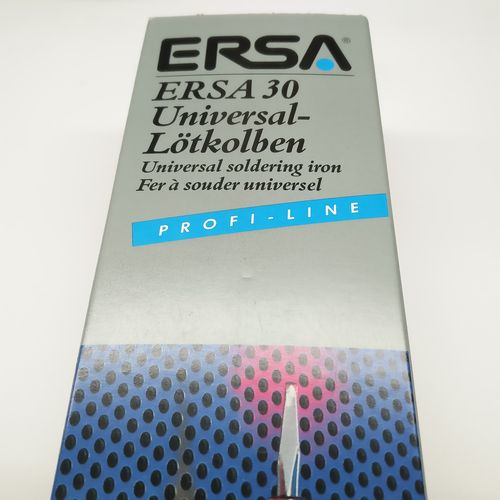 ERSA®
ERSA 30
Universal-
Lötkolben
Universal soldering iron
Fer à souder universel
PROFI-LINE